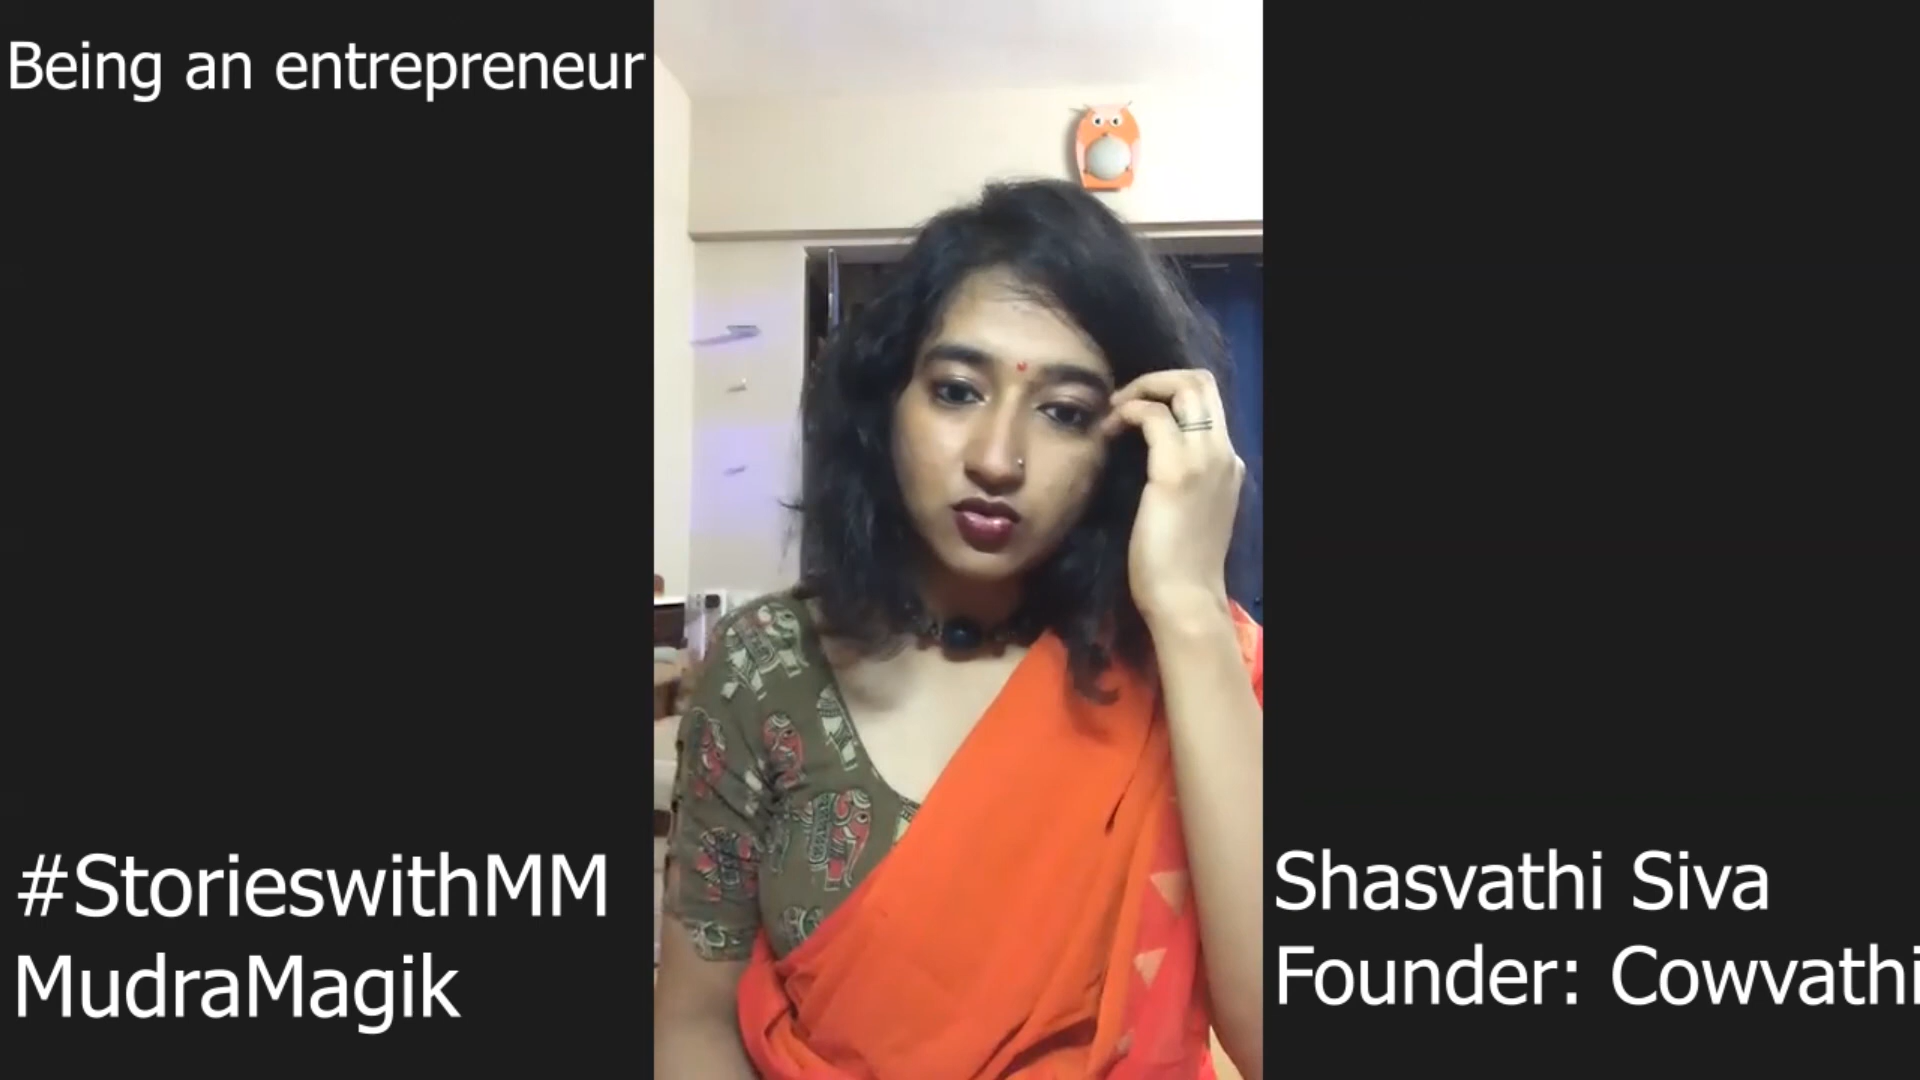 Being an entrepreneur
#StorieswithMM
MudraMagik
Shasvathi Siva
Founder: Cowvathi